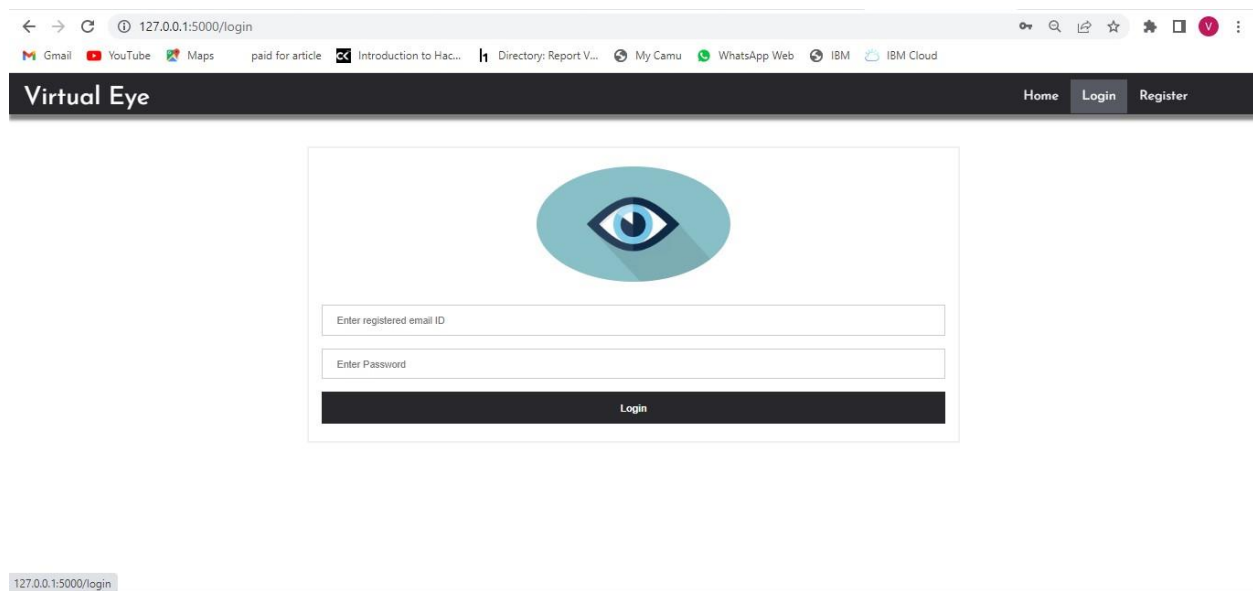 127.0.0.1:5000/login
Gmail YouTube Maps paid for article Introduction to Hac... Directory: Report V... My Camu WhatsApp Web IBM IBM Cloud
Virtual Eye Home Login Register
Enter registered email ID
Enter Password
Login
127.0.0.1:5000/login